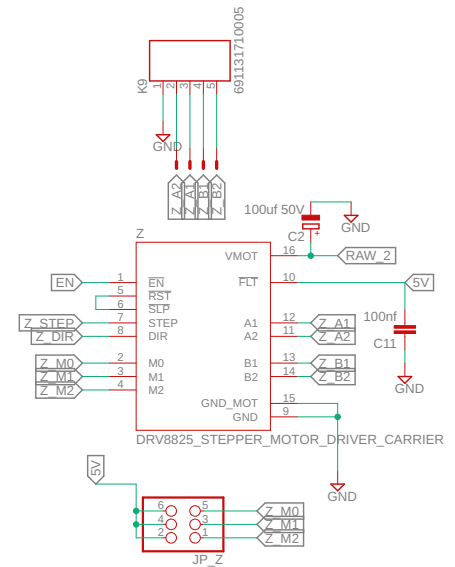 K9
1
2
3
4
5
691131710005
GND
Z_A2
Z_A1
Z_B1
Z_B2
100uf 50V
+
C2
GND
Z
VMOT 16 RAW_2
EN 1 EN FLT 10 5V
5 RST
6 SLP
Z_STEP 7 STEP A1 12 Z_A1
Z_DIR 8 DIR A2 11 Z_A2
100nf
C11
GND
Z_M0 2 M0 B1 13 Z_B1
Z_M1 3 M1 B2 14 Z_B2
Z_M2 4 M2
GND_MOT 15
GND 9
DRV8825_STEPPER_MOTOR_DRIVER_CARRIER
GND
5V
6 5 Z_M0
4 3 Z_M1
2 1 Z_M2
JP_Z